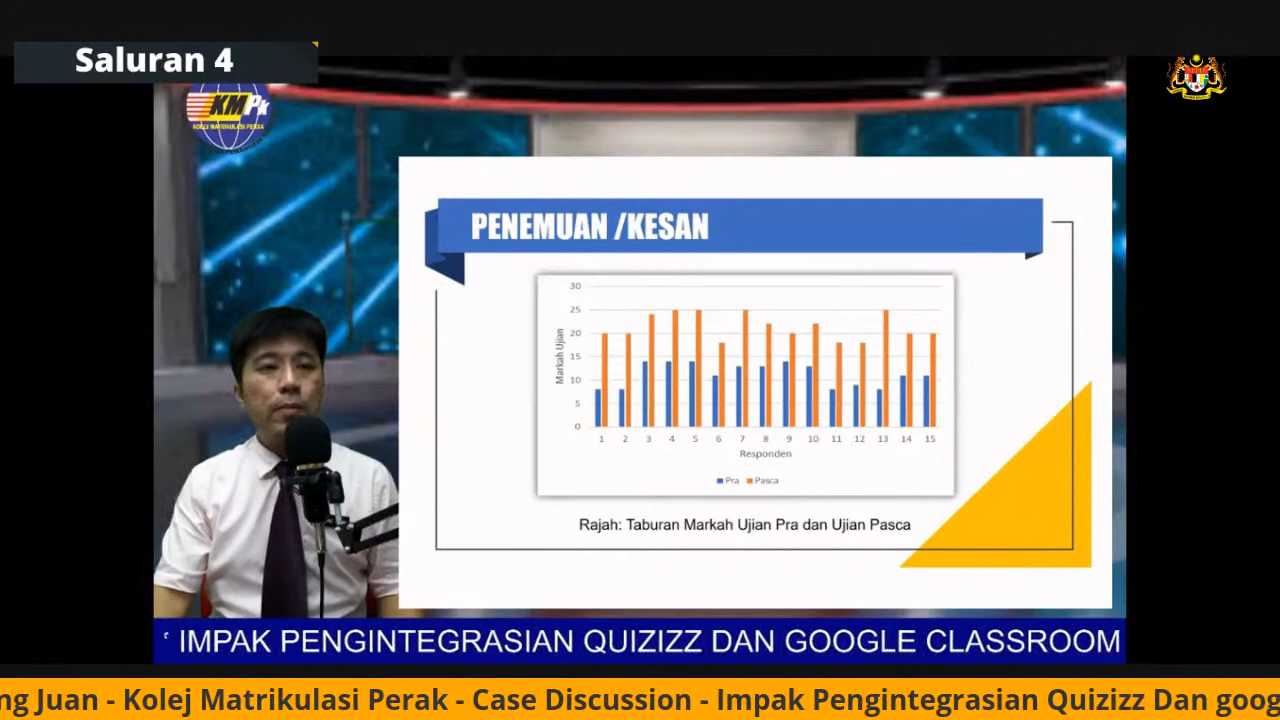 Saluran 4
KMPk
KOLEJ MATRIKULASI PERAK
PENEMUAN /KESAN
30
25
20
15
10
5
0
Markah Ujian
1 2 3 4 5 6 7 8 9 10 11 12 13 14 15
Responden
Pra Pasca
Rajah: Taburan Markah Ujian Pra dan Ujian Pasca
IMPAK PENGINTEGRASIAN QUIZIZZ DAN GOOGLE CLASSROOM
ng Juan - Kolej Matrikulasi Perak - Case Discussion - Impak Pengintegrasian Quizizz Dan goog